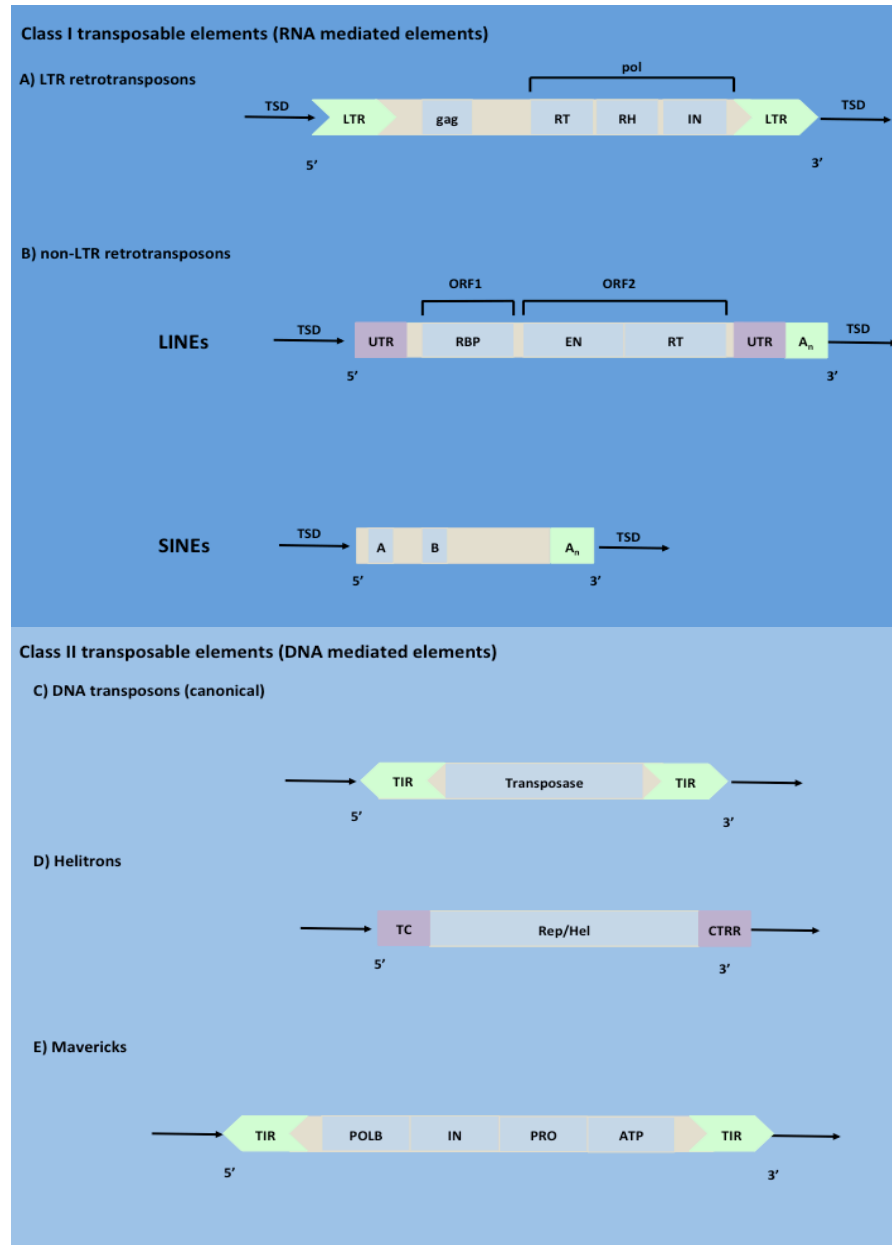 Class I transposable elements (RNA mediated elements)
A) LTR retrotransposons
pol
TSD LTR gag RT RH IN LTR TSD
5’ 3’
B) non-LTR retrotransposons
ORF1 ORF2
LINEs TSD UTR RBP EN RT UTR An TSD
5’ 3’
SINEs TSD A B An TSD
5’ 3’
Class II transposable elements (DNA mediated elements)
C) DNA transposons (canonical)
TIR Transposase TIR
5’ 3’
D) Helitrons
TC Rep/Hel CTRR
5’ 3’
E) Mavericks
TIR POLB IN PRO ATP TIR
5’ 3’